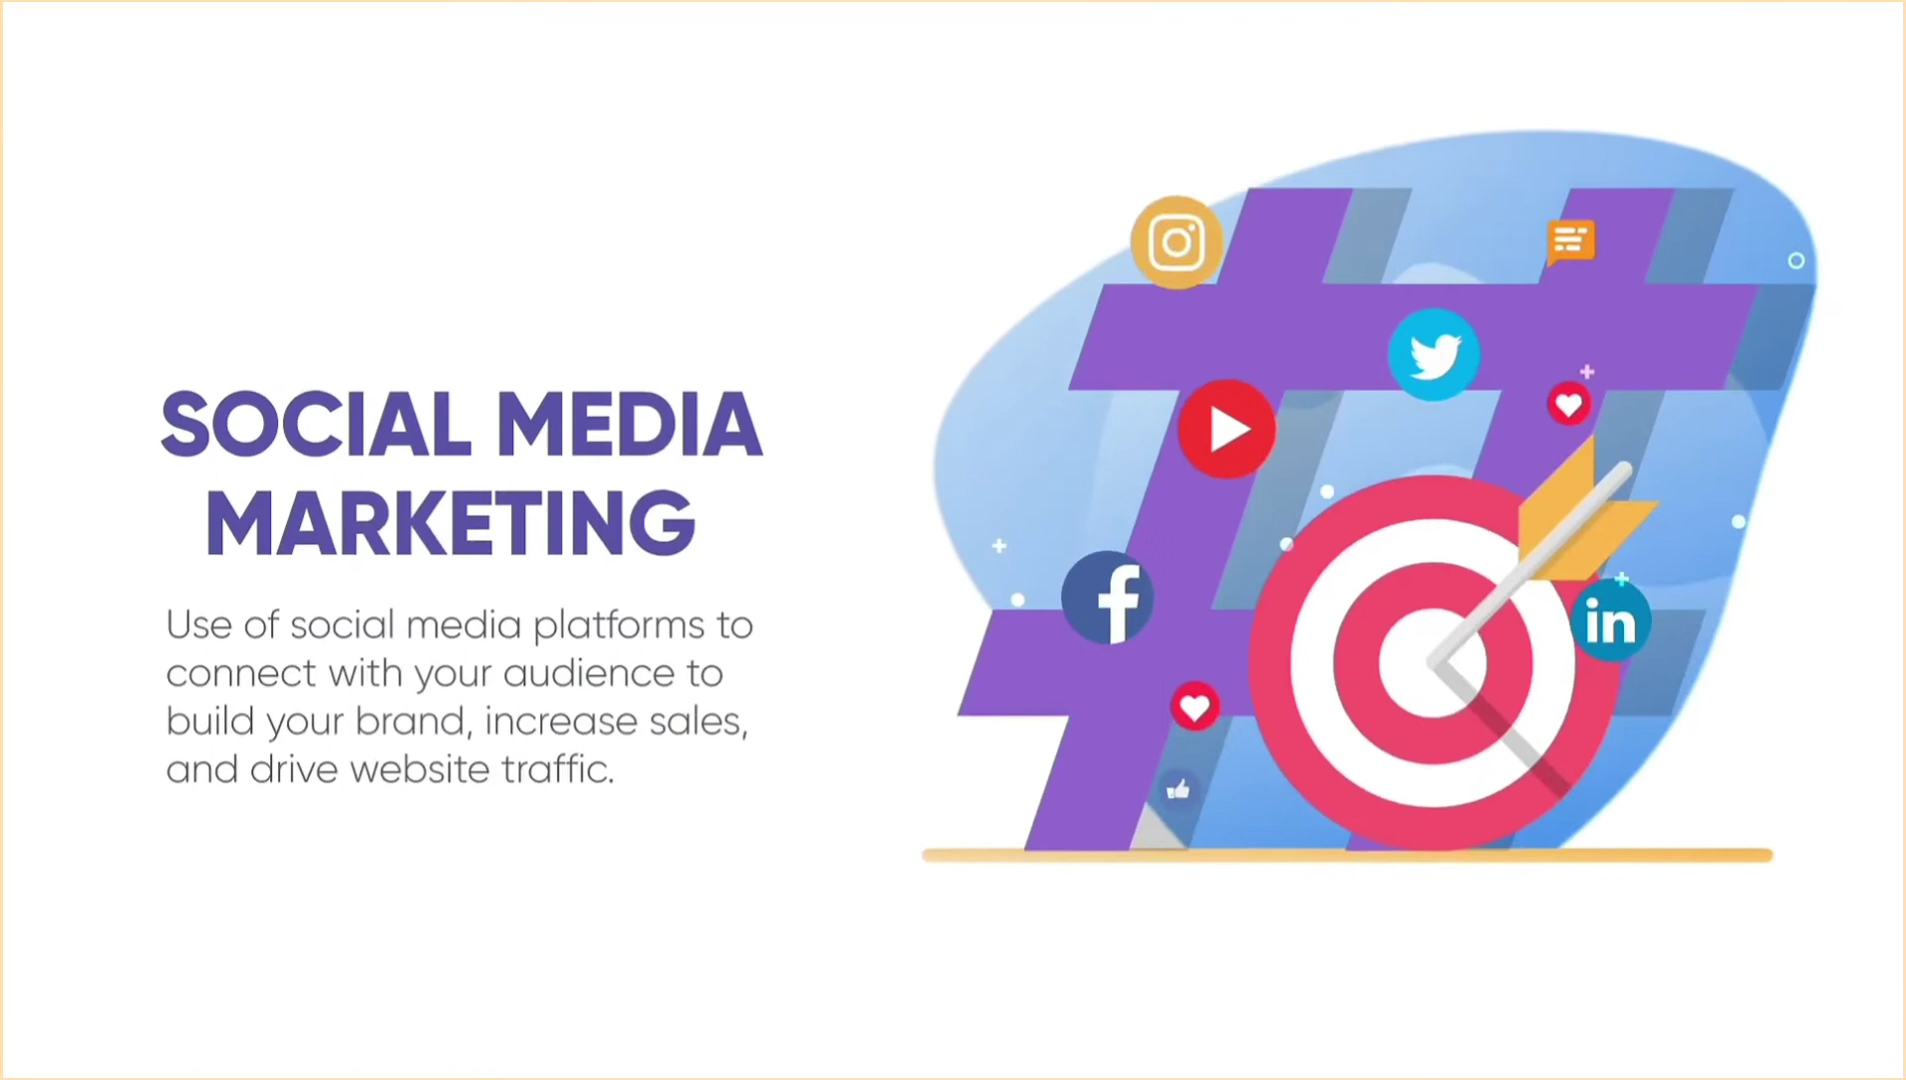 SOCIAL MEDIA
MARKETING
Use of social media platforms to
connect with your audience to
build your brand, increase sales,
and drive website traffic.
f
in